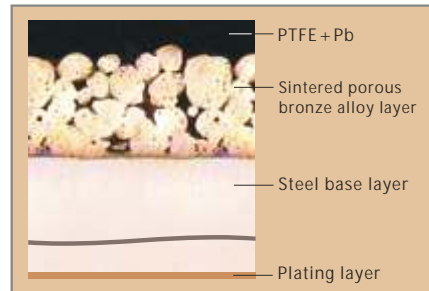 PTFE+Pb
Sintered porous
bronze alloy layer
Steel base layer
Plating layer